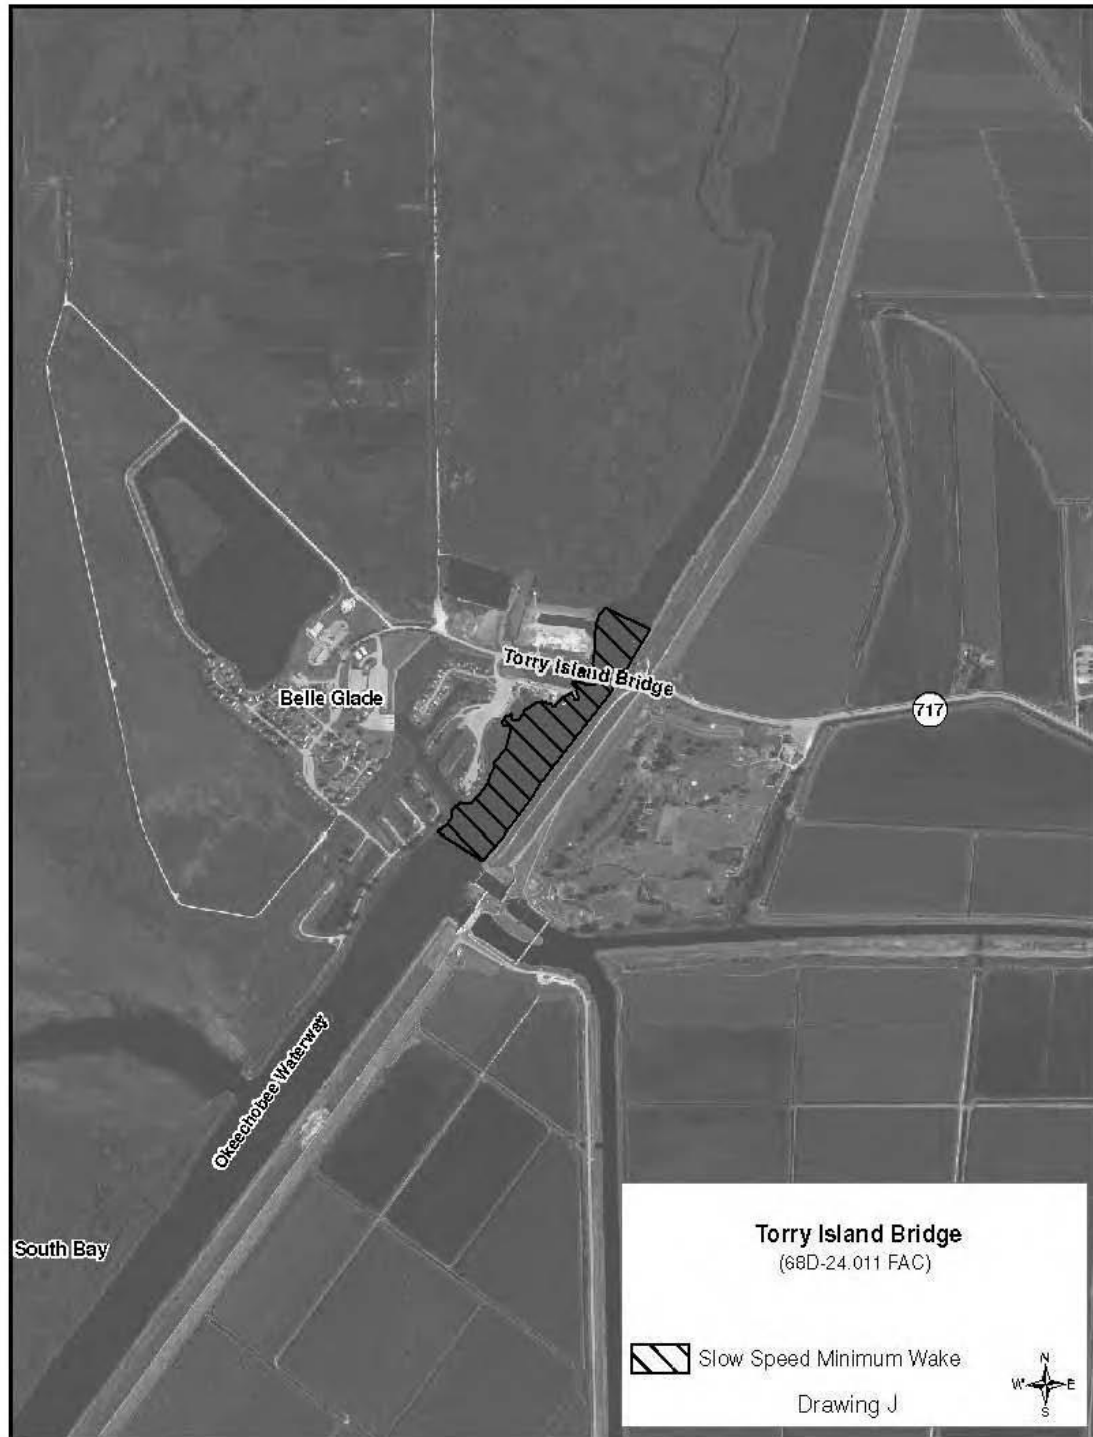 Torry Island Bridge
Belle Glade
717
Okeechobee Waterway
South Bay
Torry Island Bridge
(68D-24.011 FAC)
Slow Speed Minimum Wake
Drawing J
N
W E
S